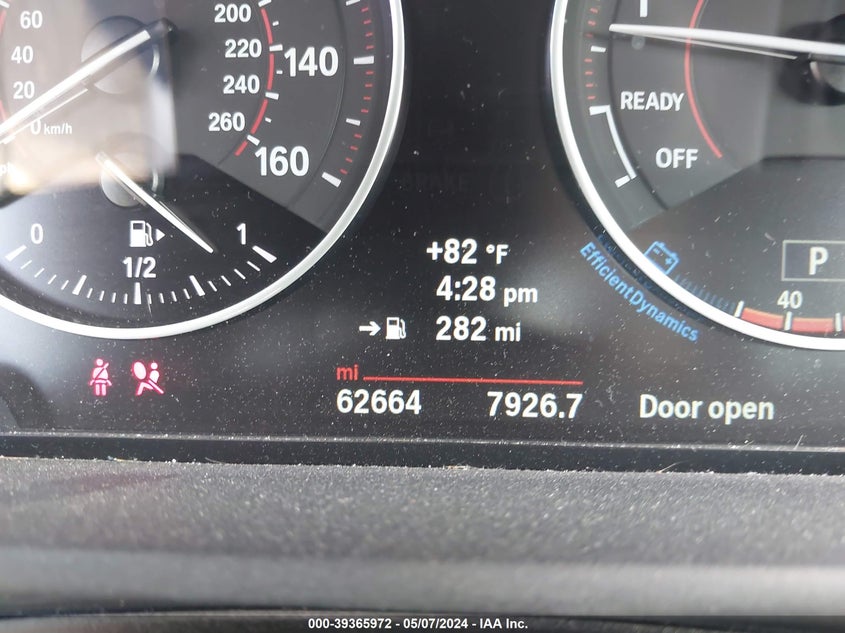 60
40
20
0 km/h
200
220
240
260
140
160
0
1/2
1
BRAKE
+82 °F
4:28 pm
→ 282 mi
mi
62664 7926.7
1
READY
OFF
EfficientDynamics
P
40
Door open
000-39365972 — 05/07/2024 — IAA Inc.